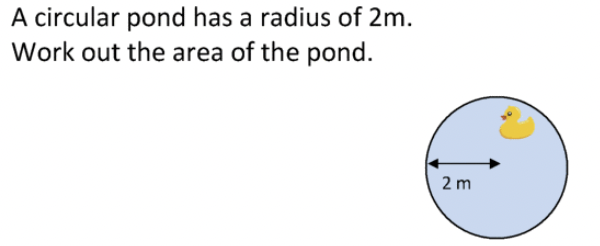 A circular pond has a radius of 2m.
Work out the area of the pond.
2 m